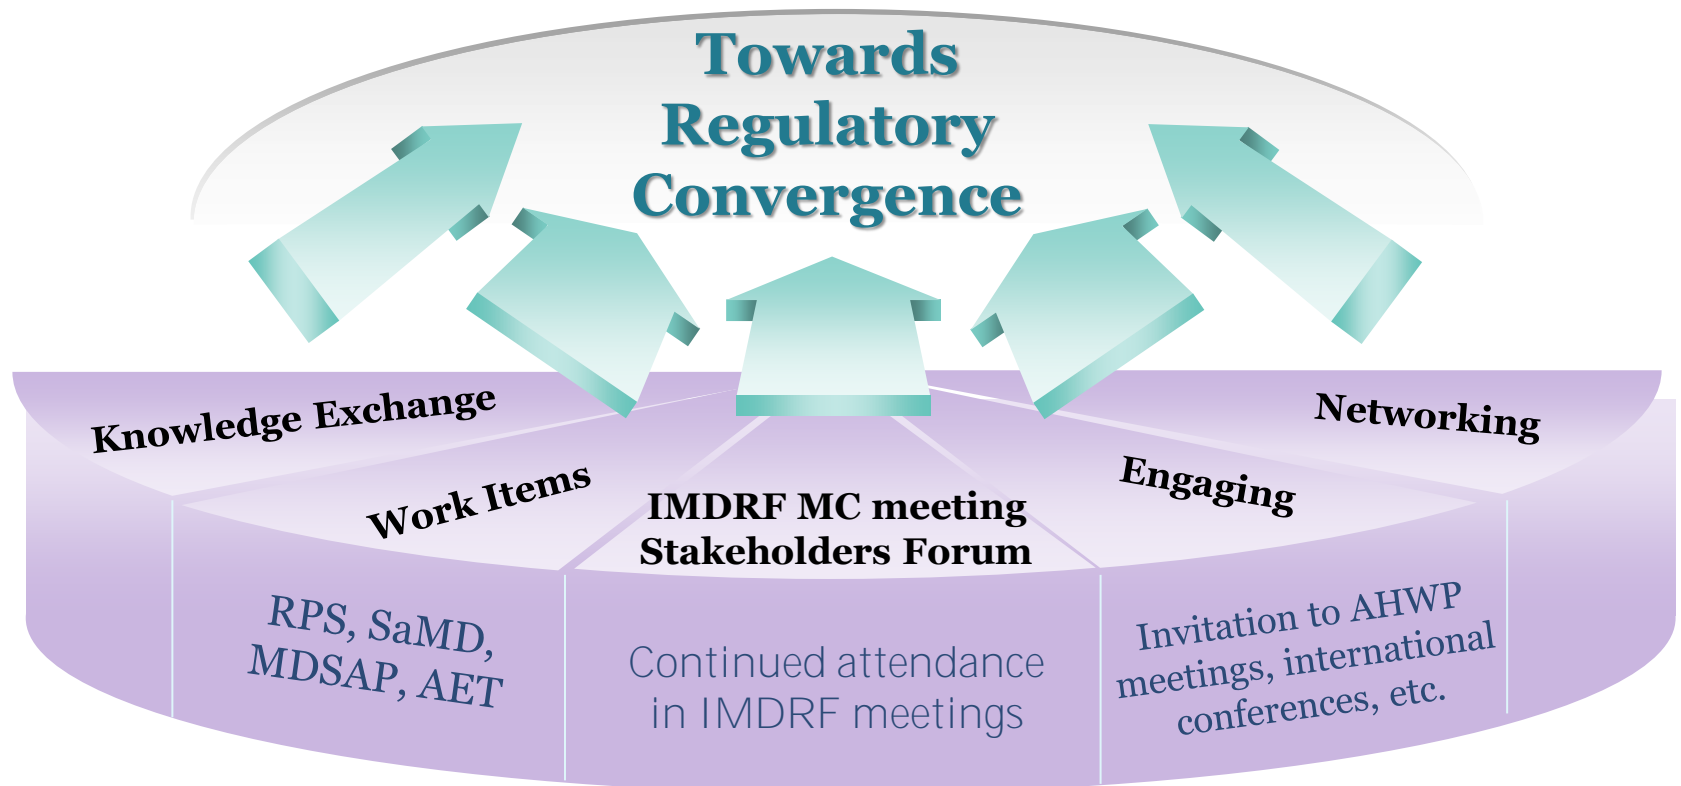 Towards
Regulatory
Convergence
Knowledge Exchange
Work Items
IMDRF MC meeting
Stakeholders Forum
Engaging
Networking
RPS, SaMD,
MDSAP, AET
Continued attendance
in IMDRF meetings
Invitation to AHWP
meetings, international
conferences, etc.